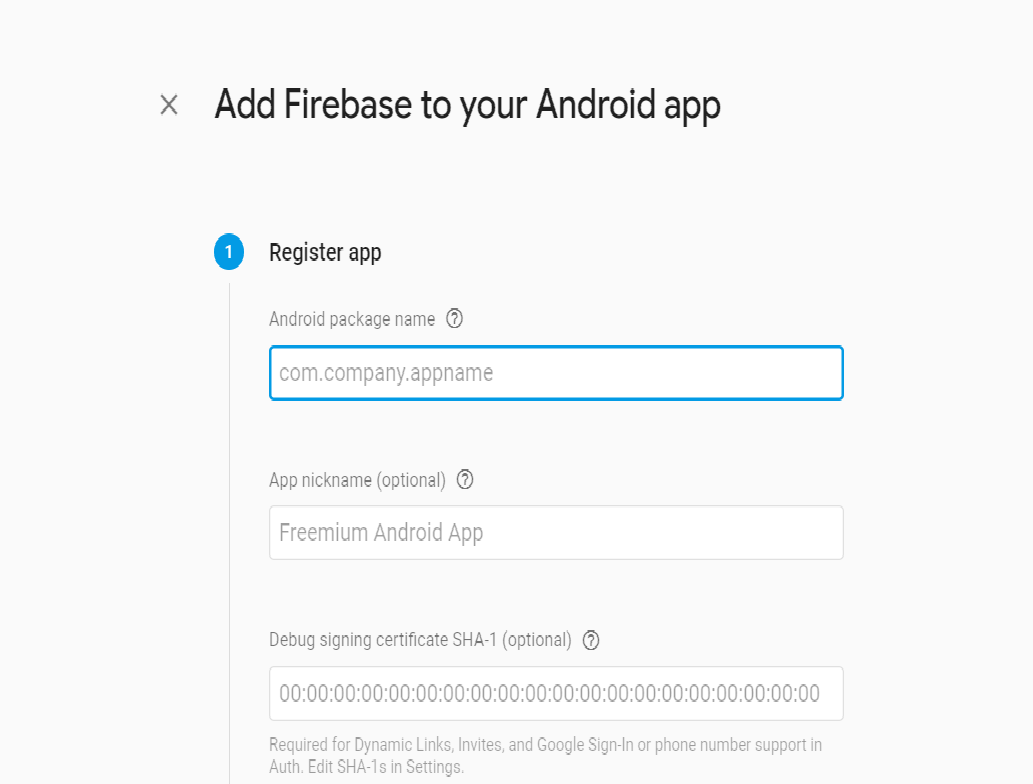 Add Firebase to your Android app
1 Register app
Android package name ?
com.company.appname
App nickname (optional) ?
Freemium Android App
Debug signing certificate SHA-1 (optional) ?
00:00:00:00:00:00:00:00:00:00:00:00:00:00:00:00:00:00:00:00
Required for Dynamic Links, Invites, and Google Sign-In or phone number support in
Auth. Edit SHA-1s in Settings.